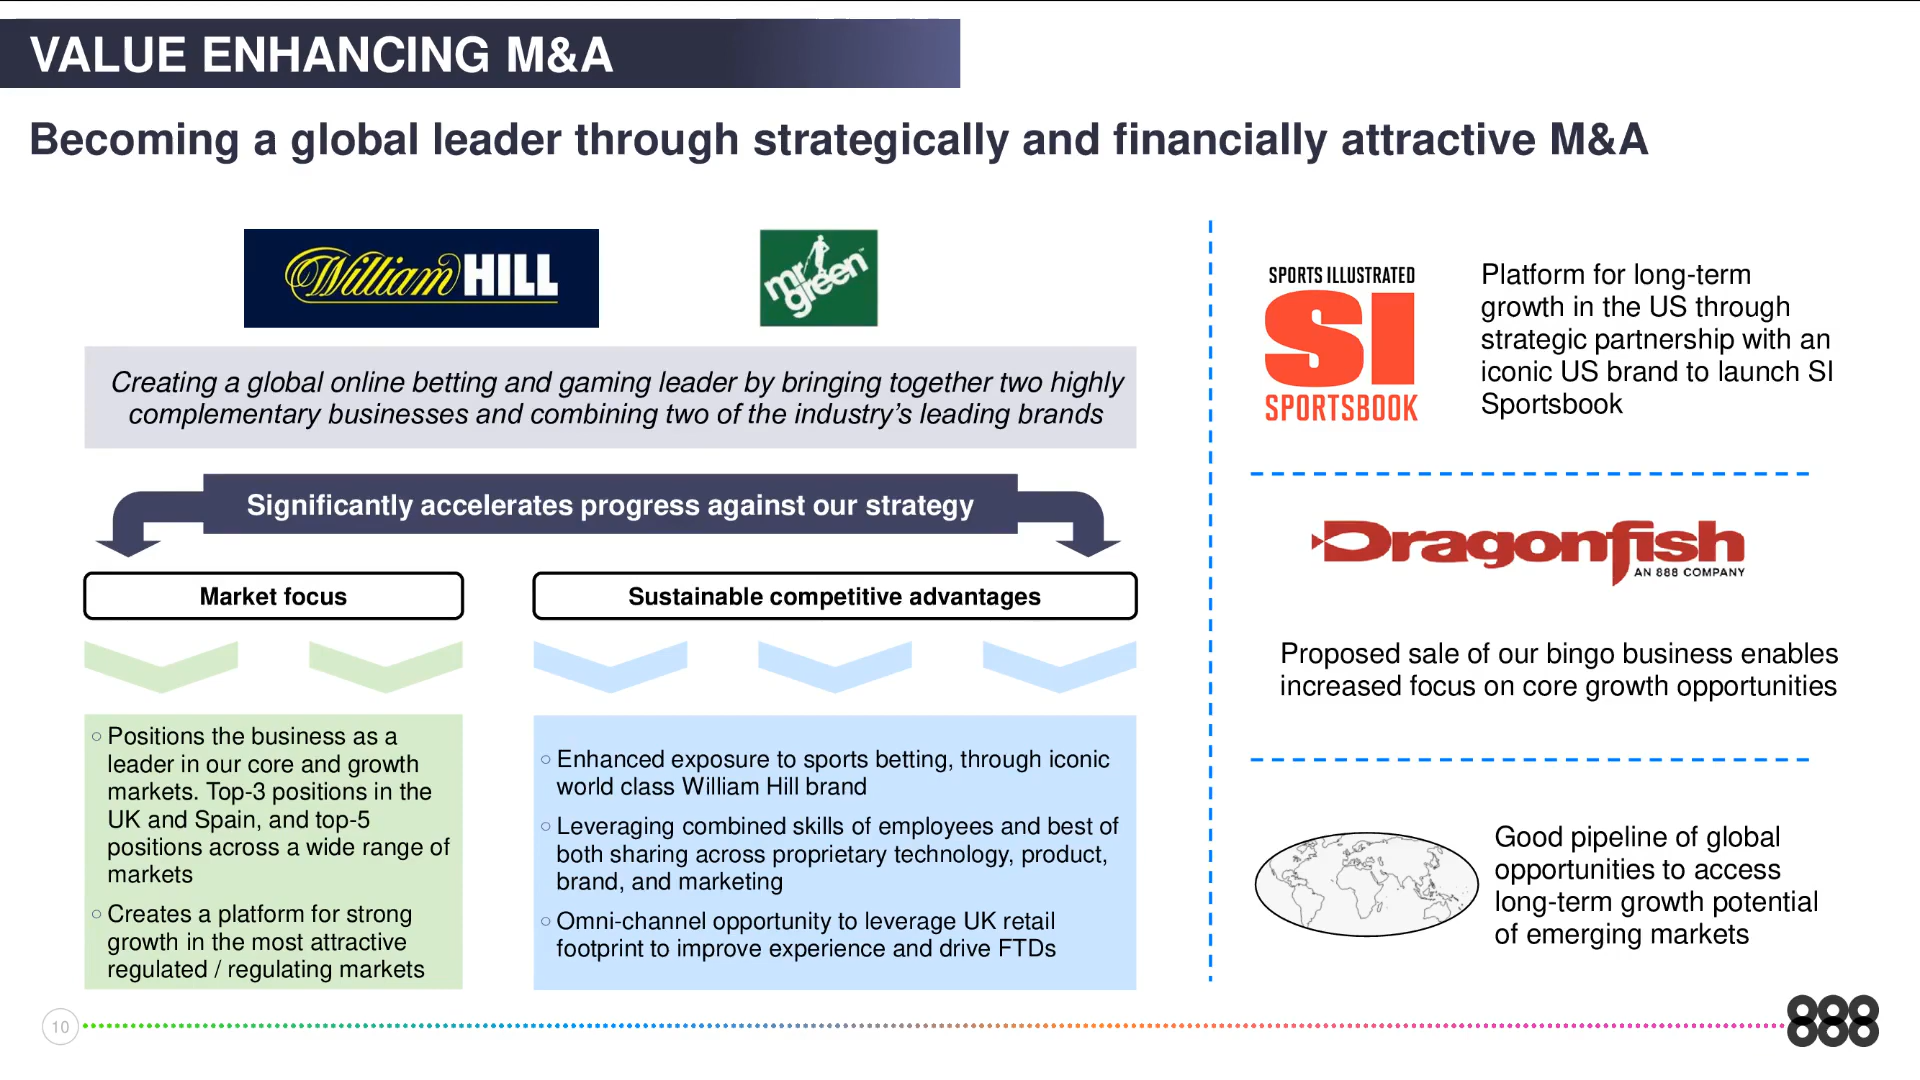 VALUE ENHANCING M&A
Becoming a global leader through strategically and financially attractive M&A
William HILL
mr green
Creating a global online betting and gaming leader by bringing together two highly
complementary businesses and combining two of the industry’s leading brands
Significantly accelerates progress against our strategy
Market focus
○ Positions the business as a
leader in our core and growth
markets. Top-3 positions in the
UK and Spain, and top-5
positions across a wide range of
markets
○ Creates a platform for strong
growth in the most attractive
regulated / regulating markets
Sustainable competitive advantages
○ Enhanced exposure to sports betting, through iconic
world class William Hill brand
○ Leveraging combined skills of employees and best of
both sharing across proprietary technology, product,
brand, and marketing
○ Omni-channel opportunity to leverage UK retail
footprint to improve experience and drive FTDs
SPORTS ILLUSTRATED
SI
SPORTSBOOK
Platform for long-term
growth in the US through
strategic partnership with an
iconic US brand to launch SI
Sportsbook
Dragonfish
AN 888 COMPANY
Proposed sale of our bingo business enables
increased focus on core growth opportunities
Good pipeline of global
opportunities to access
long-term growth potential
of emerging markets
10
888